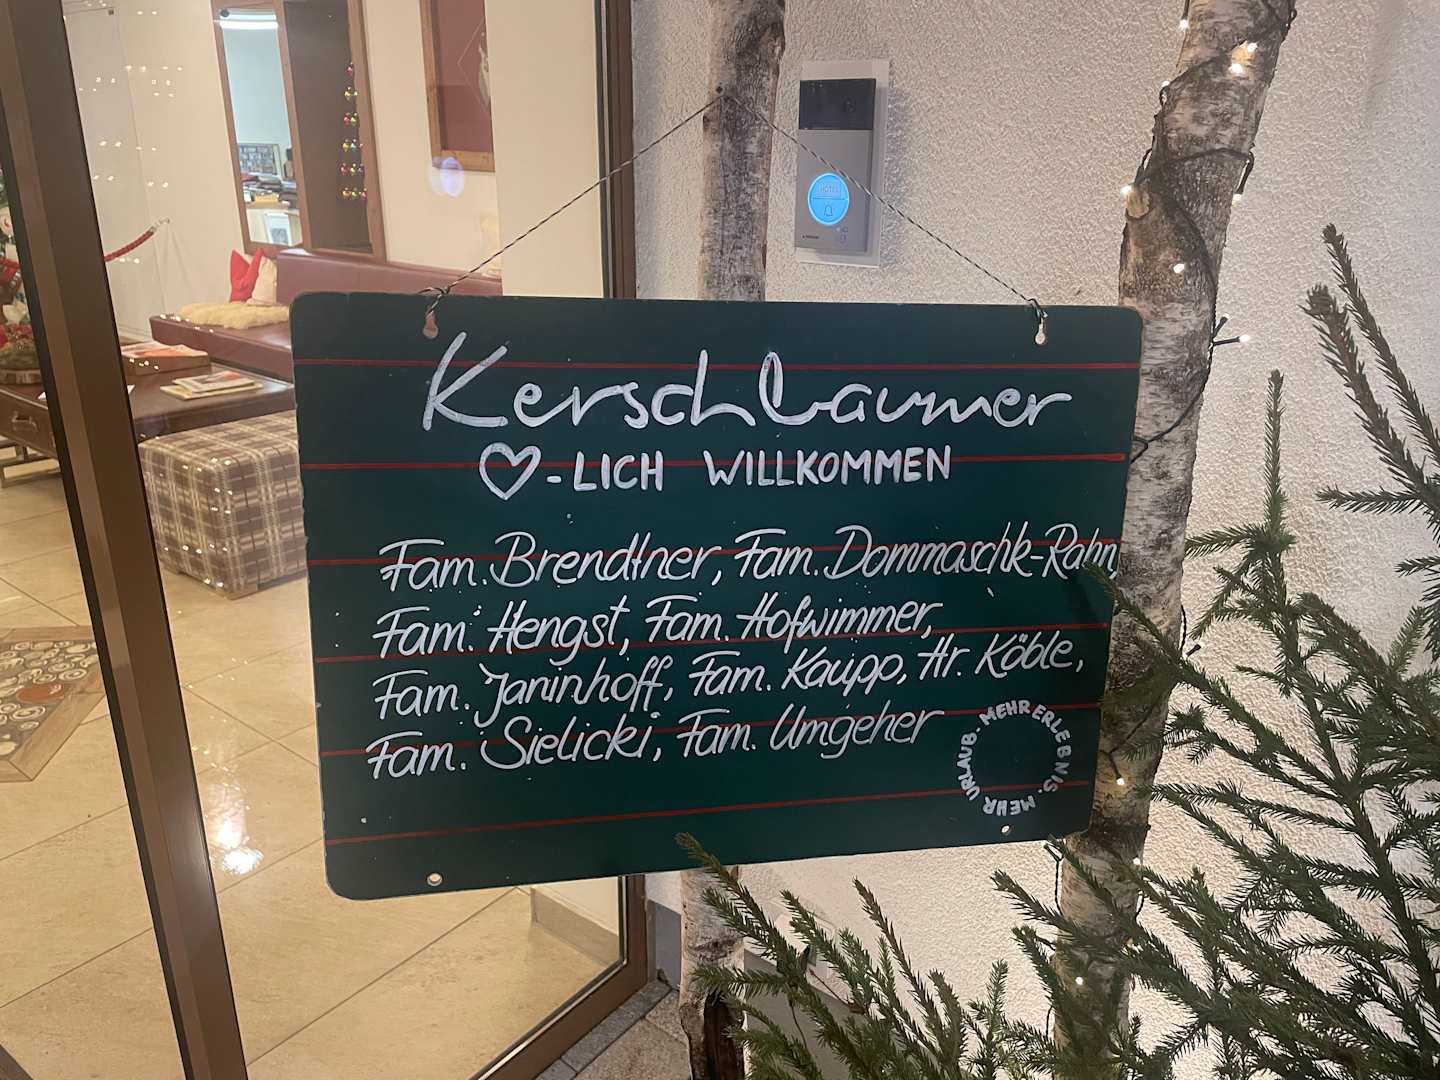 HOTEL
Kerschbaumer
♡-LICH WILLKOMMEN
Fam. Brendtner, Fam. Dommaschk-Rahn,
Fam. Hengst, Fam. Hofwimmer,
Fam. Janinhoff, Fam. Kaupp, Hr. Köble,
Fam. Sielicki, Fam. Umgeher
MEHR URLAUB. MEHR ERLEBNIS.